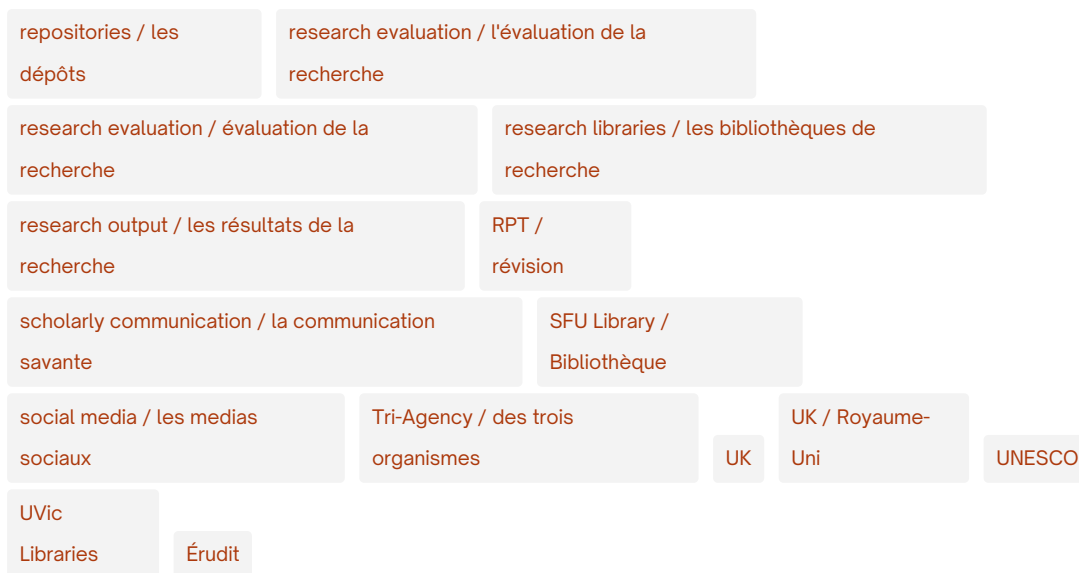 repositories / les
dépôts
research evaluation / l'évaluation de la
recherche
research evaluation / évaluation de la
recherche
research libraries / les bibliothèques de
recherche
research output / les résultats de la
recherche
RPT /
révision
scholarly communication / la communication
savante
SFU Library /
Bibliothèque
social media / les medias
sociaux
Tri-Agency / des trois
organismes
UK
UK / Royaume-
Uni
UNESCO
UVic
Libraries
Érudit